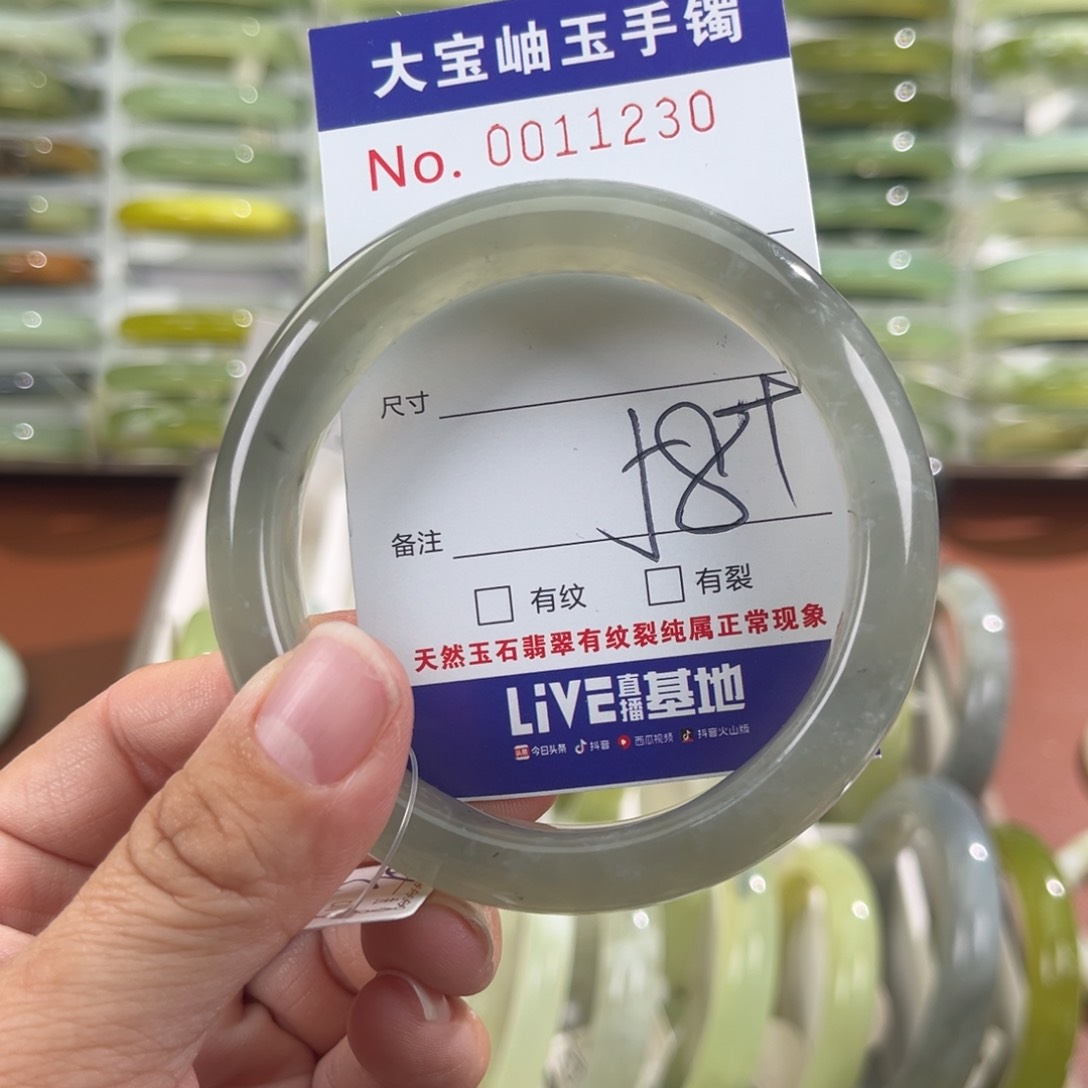 大宝岫玉手镯
No. 0011230
尺寸
备注
□ 有纹 □ 有裂
天然玉石翡翠有纹裂纯属正常现象
LiVE直播基地
今日头条 抖音 西瓜视频 抖音火山版